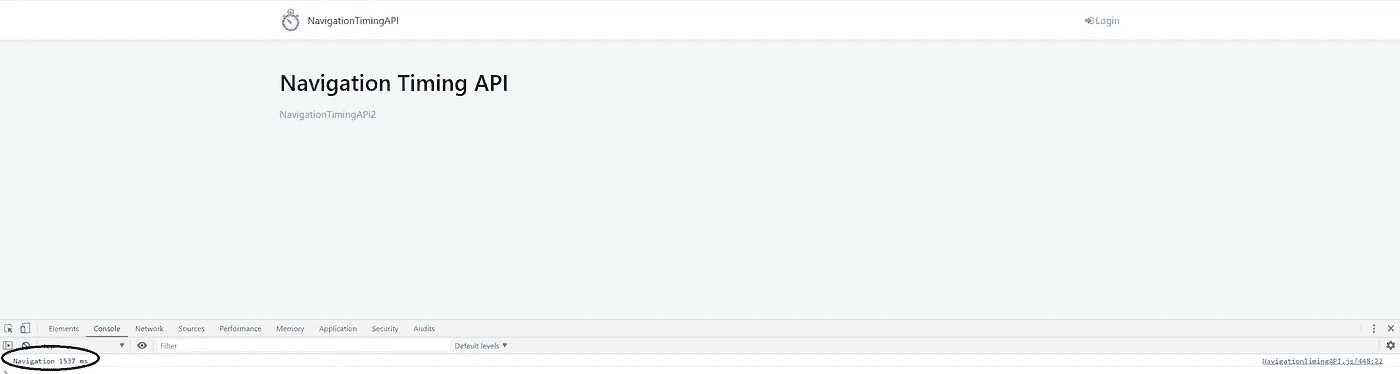 NavigationTimingAPI
Login
Navigation Timing API
NavigationTimingAPI2
Elements Console Network Sources Performance Memory Application Security Audits
Filter Default levels ▼
Navigation 1537 ms
NavigationTimingAPI.js?448:22